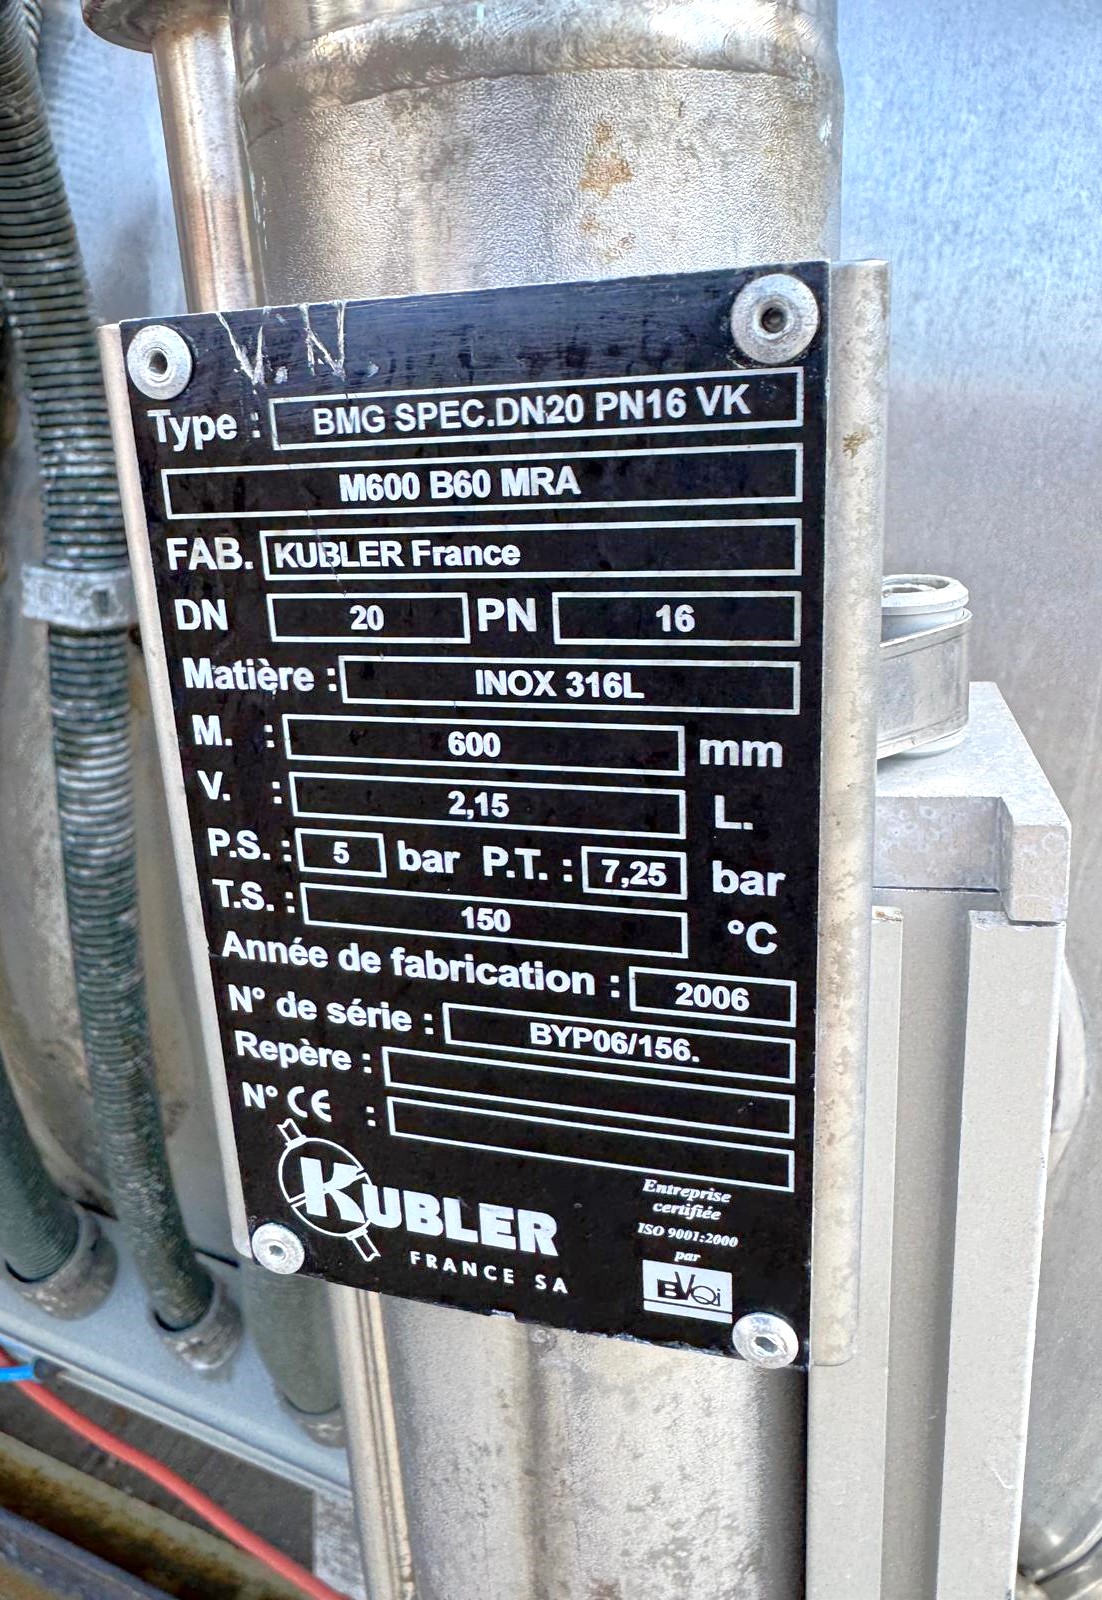 V.N.
Type : BMG SPEC.DN20 PN16 VK
M600 B60 MRA
FAB. KUBLER France
DN 20 PN 16
Matière : INOX 316L
M. : 600 mm
V. : 2,15 L.
P.S. : 5 bar P.T. : 7,25 bar
T.S. : 150 °C
Année de fabrication : 2006
N° de série : BYP06/156.
Repère :
N° CE :
KUBLER
FRANCE SA
Entreprise
certifiée
ISO 9001:2000
par
BVQi